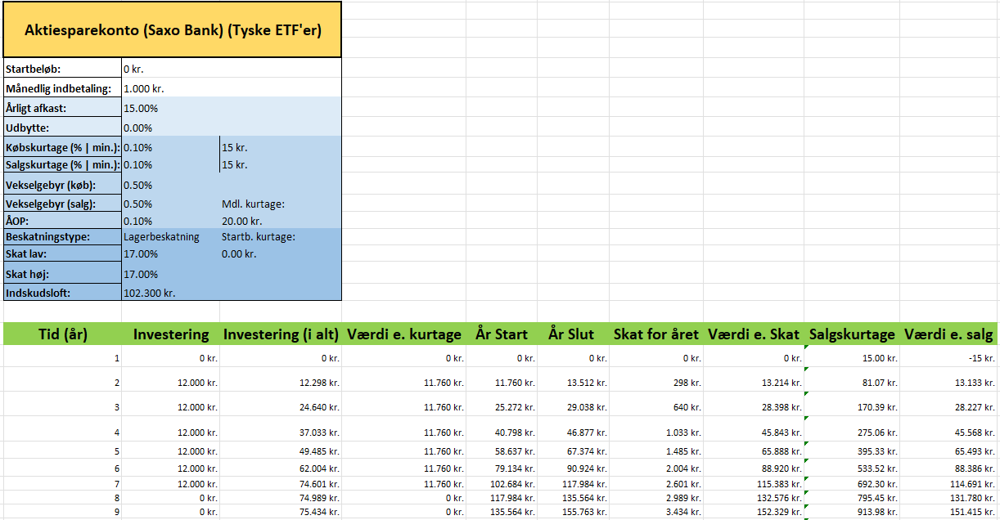 Aktiesparekonto (Saxo Bank) (Tyske ETF'er)
Startbeløb: 0 kr.
Månedlig indbetaling: 1.000 kr.
Årligt afkast: 15.00%
Udbytte: 0.00%
Købskurtage (% | min.): 0.10% 15 kr.
Salgskurtage (% | min.): 0.10% 15 kr.
Vekselgebyr (køb): 0.50%
Vekselgebyr (salg): 0.50% Mdl. kurtage:
ÅOP: 0.10% 20.00 kr.
Beskatningstype: Lagerbeskatning Startb. kurtage:
Skat lav: 17.00% 0.00 kr.
Skat høj: 17.00%
Indskudsloft: 102.300 kr.
Tid (år) Investering Investering (i alt) Værdi e. kurtage År Start År Slut Skat for året Værdi e. Skat Salgskurtage Værdi e. salg
1 0 kr. 0 kr. 0 kr. 0 kr. 0 kr. 0 kr. 0 kr. 15.00 kr. -15 kr.
2 12.000 kr. 12.298 kr. 11.760 kr. 11.760 kr. 13.512 kr. 298 kr. 13.214 kr. 81.07 kr. 13.133 kr.
3 12.000 kr. 24.640 kr. 11.760 kr. 25.272 kr. 29.038 kr. 640 kr. 28.398 kr. 170.39 kr. 28.227 kr.
4 12.000 kr. 37.033 kr. 11.760 kr. 40.798 kr. 46.877 kr. 1.033 kr. 45.843 kr. 275.06 kr. 45.568 kr.
5 12.000 kr. 49.485 kr. 11.760 kr. 58.637 kr. 67.374 kr. 1.485 kr. 65.888 kr. 395.33 kr. 65.493 kr.
6 12.000 kr. 62.004 kr. 11.760 kr. 79.134 kr. 90.924 kr. 2.004 kr. 88.920 kr. 533.52 kr. 88.386 kr.
7 12.000 kr. 74.601 kr. 11.760 kr. 102.684 kr. 117.984 kr. 2.601 kr. 115.383 kr. 692.30 kr. 114.691 kr.
8 0 kr. 74.989 kr. 0 kr. 117.984 kr. 135.564 kr. 2.989 kr. 132.576 kr. 795.45 kr. 131.780 kr.
9 0 kr. 75.434 kr. 0 kr. 135.564 kr. 155.763 kr. 3.434 kr. 152.329 kr. 913.98 kr. 151.415 kr.